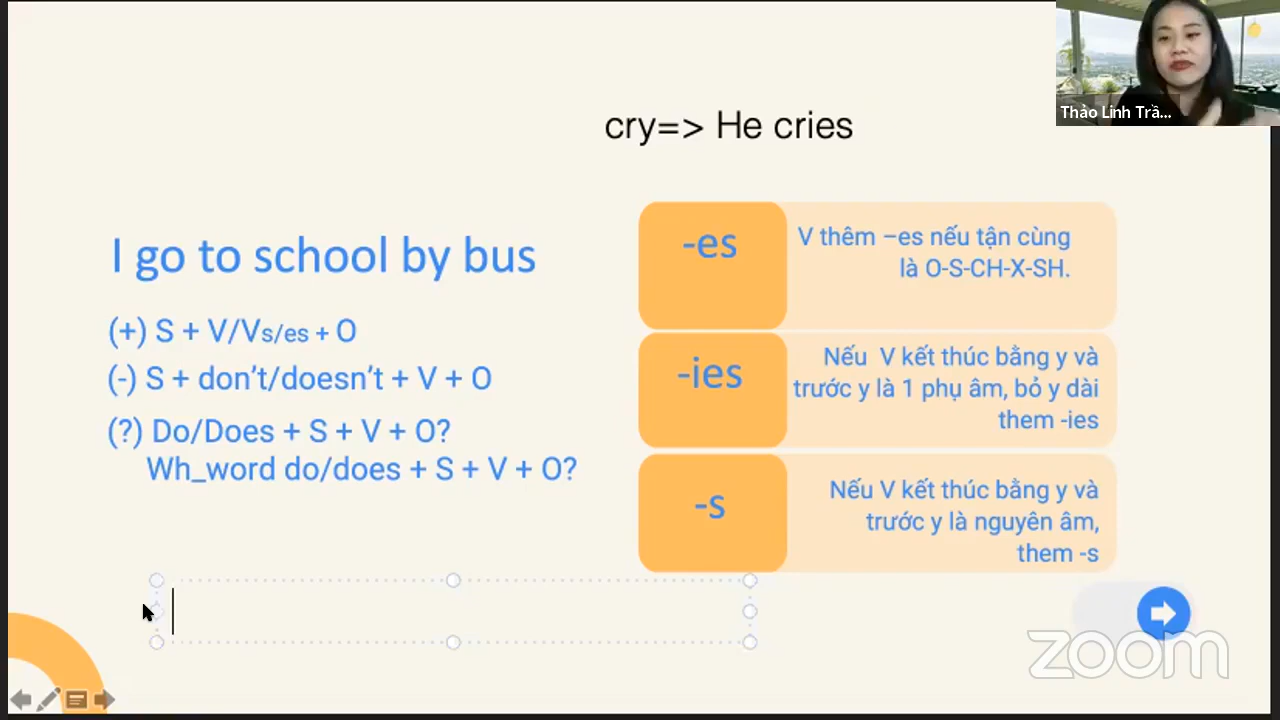 Thảo Linh Trầ...
cry=> He cries
I go to school by bus
(+) S + V/Vs/es + O
(-) S + don't/doesn't + V + O
(?) Do/Does + S + V + O?
Wh_word do/does + S + V + O?
-es
V thêm –es nếu tận cùng
là O-S-CH-X-SH.
-ies
Nếu V kết thúc bằng y và
trước y là 1 phụ âm, bỏ y dài
them -ies
-s
Nếu V kết thúc bằng y và
trước y là nguyên âm,
them -s
zoom